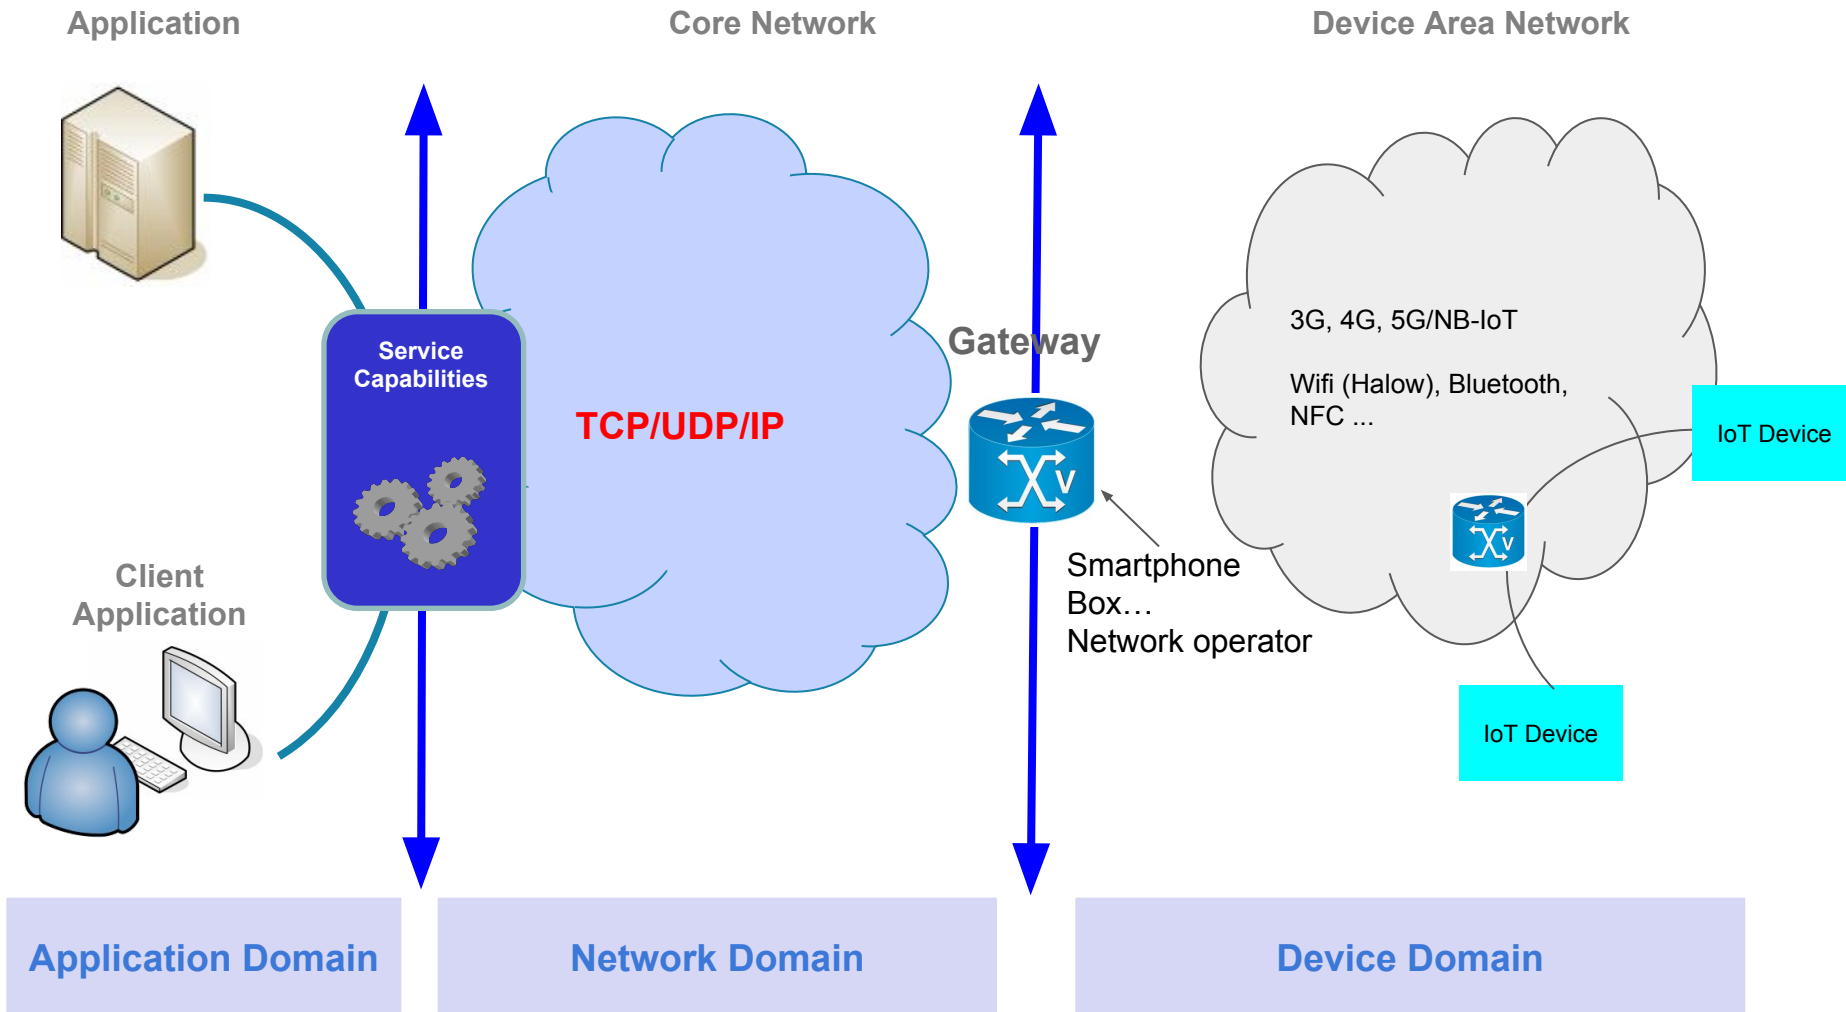 Application
Core Network
Device Area Network
Service
Capabilities
TCP/UDP/IP
Gateway
3G, 4G, 5G/NB-IoT
Wifi (Halow), Bluetooth,
NFC ...
IoT Device
V
V
Smartphone
Box…
Network operator
Client
Application
IoT Device
Application Domain
Network Domain
Device Domain